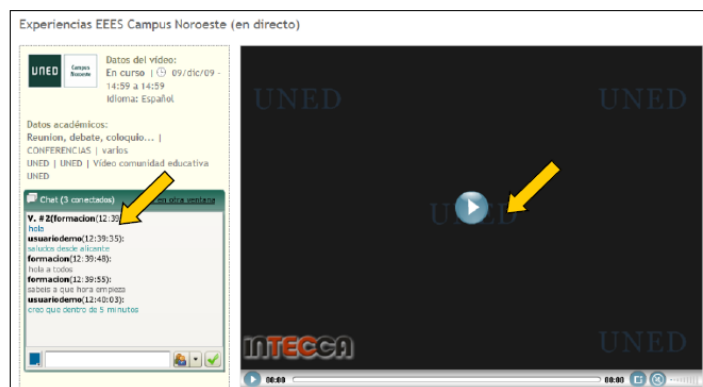 Experiencias EEES Campus Noroeste (en directo)
UNED
Campus
Noroeste
Datos del vídeo:
En curso | 09/dic/09 -
14:59 a 14:59
Idioma: Español
Datos académicos:
Reunion, debate, coloquio... |
CONFERENCIAS | varios
UNED | UNED | Vídeo comunidad educativa
UNED
Chat (3 conectados) en otra ventana
V. #2(formacion(12:39
hola
usuariodemo(12:39:35):
saludos desde alicante
formacion(12:39:48):
hola a todos
formacion(12:39:55):
sabeis a que hora empieza
usuariodemo(12:40:03):
creo que dentro de 5 minutos
UNED UNED
UNED
INTECCA UNED
00:00 00:00